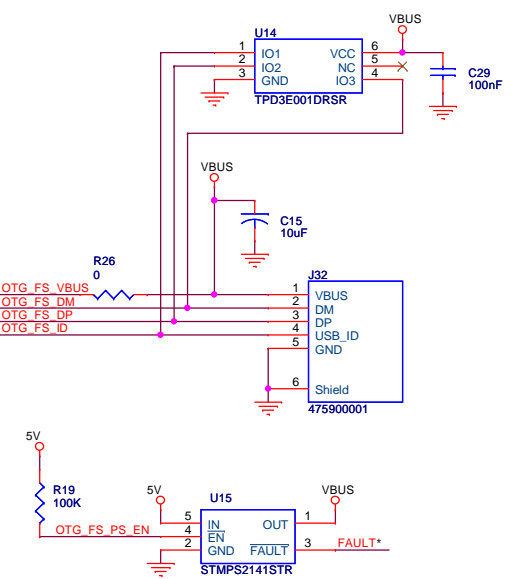 VBUS
U14
1 IO1 VCC 6
2 IO2 NC 5
3 GND IO3 4
TPD3E001DRSR
C29
100nF
VBUS
C15
10uF
R26
0
J32
OTG_FS_VBUS 1 VBUS
OTG_FS_DM 2 DM
OTG_FS_DP 3 DP
OTG_FS_ID 4 USB_ID
5 GND
6 Shield
475900001
5V
R19
100K
5V
U15
VBUS
5 IN OUT 1
OTG_FS_PS_EN 4 EN
2 GND FAULT 3 FAULT*
STMPS2141STR